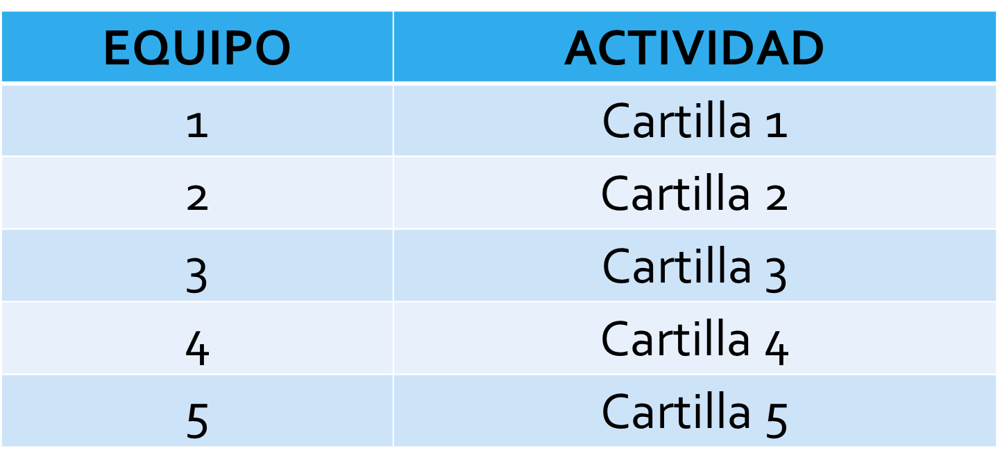 EQUIPO ACTIVIDAD
1 Cartilla 1
2 Cartilla 2
3 Cartilla 3
4 Cartilla 4
5 Cartilla 5